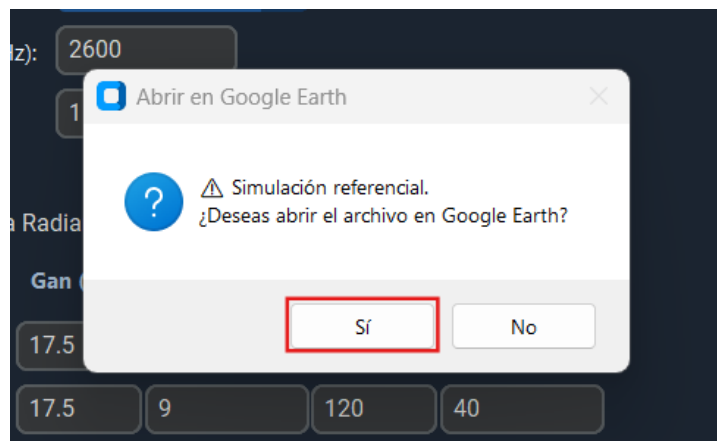 Hz): 2600
Abrir en Google Earth
1
⚠ Simulación referencial.
¿Deseas abrir el archivo en Google Earth?
a Radia
Gan (
Sí No
17.5
17.5 9 120 40